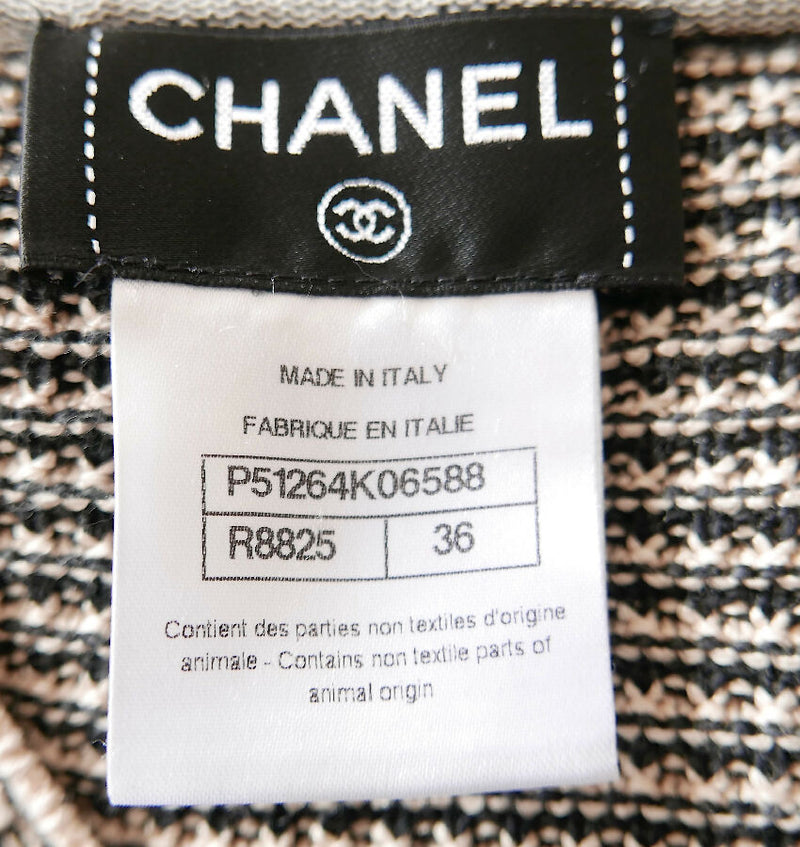 CHANEL
MADE IN ITALY
FABRIQUE EN ITALIE
P51264K06588
R8825 36
Contient des parties non textiles d'origine
animale - Contains non textile parts of
animal origin